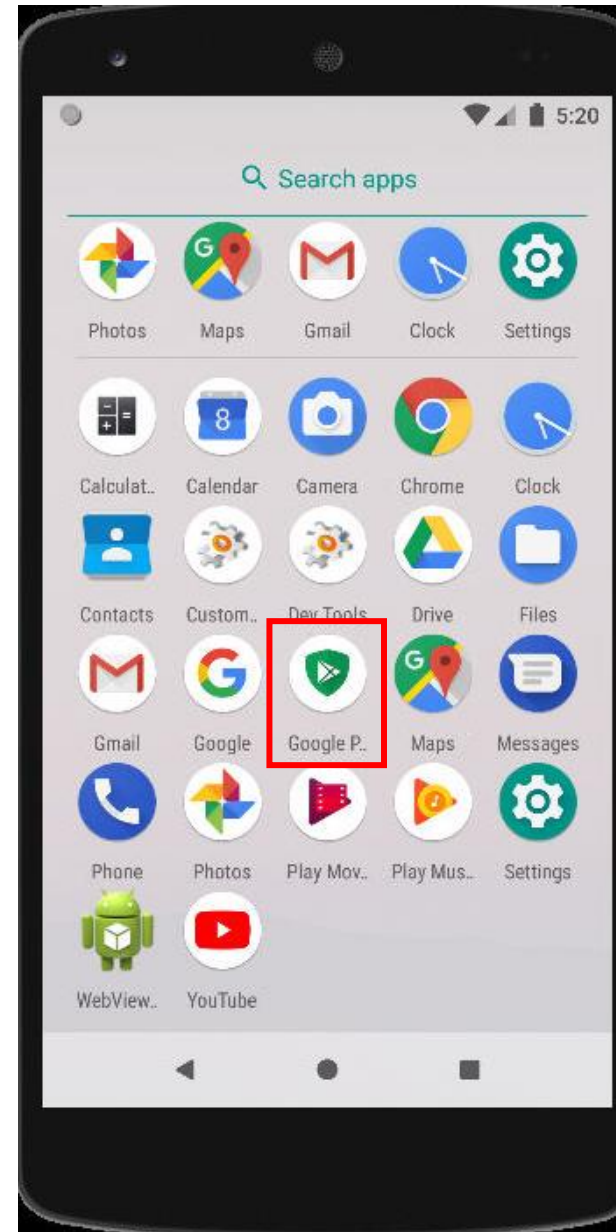 5:20
Search apps
G
Photos Maps Gmail Clock Settings
8
Calculat.. Calendar Camera Chrome Clock
Contacts Custom.. Dev Tools Drive Files
G G
Gmail Google Google P.. Maps Messages
Phone Photos Play Mov.. Play Mus.. Settings
WebView.. YouTube